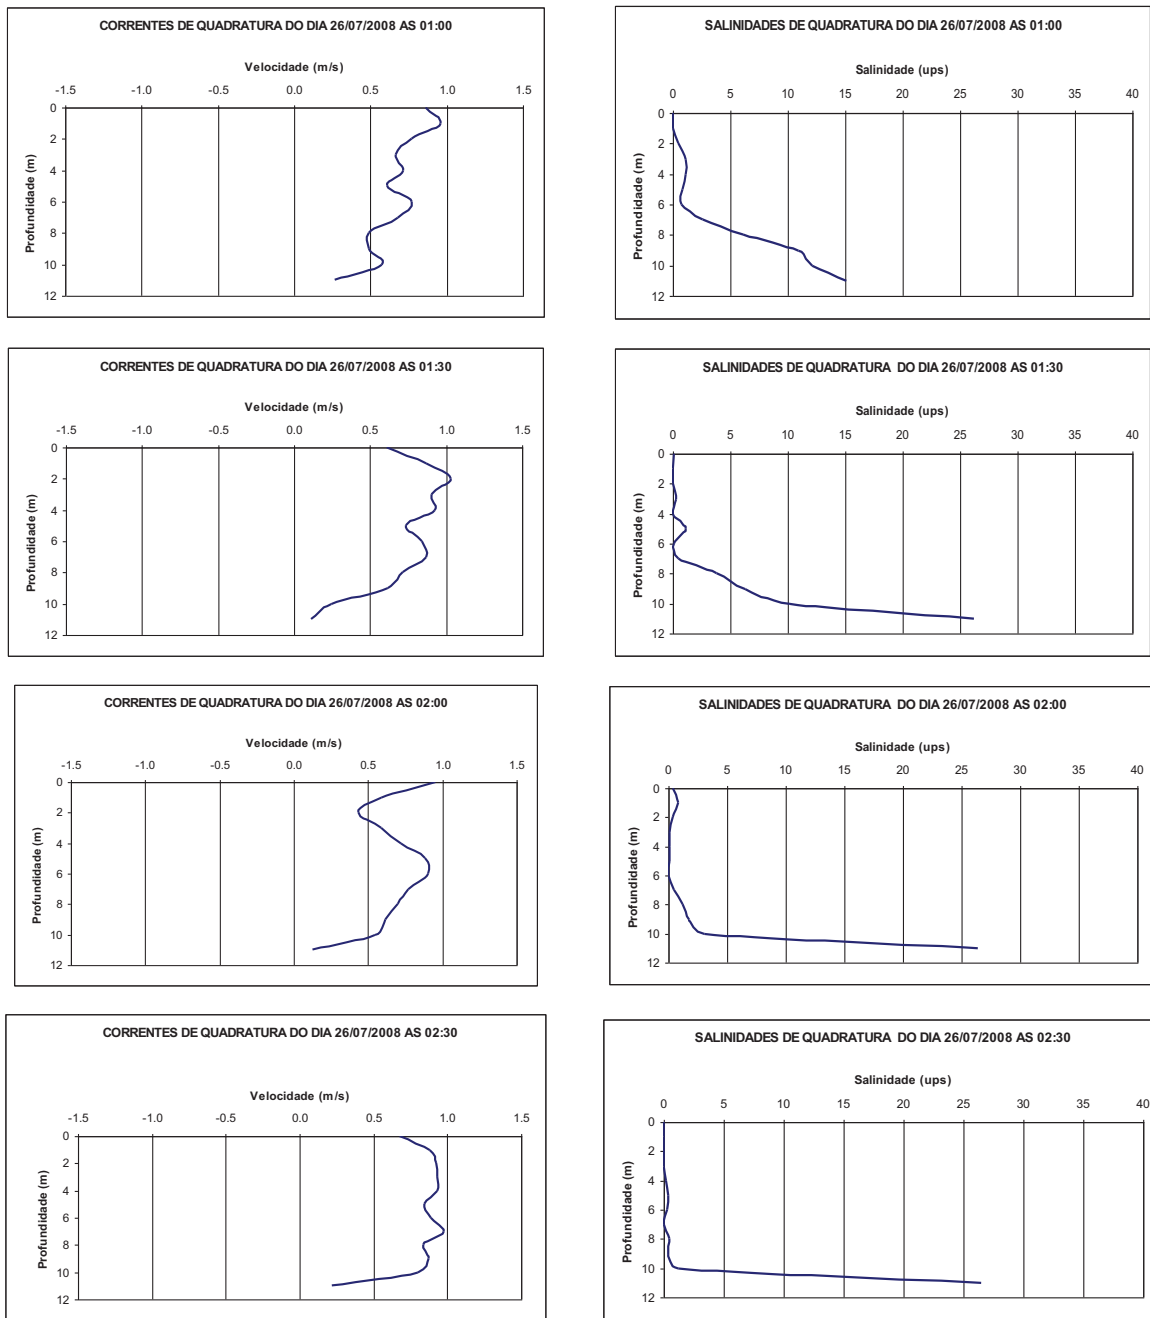 CORRENTES DE QUADRATURA DO DIA 26/07/2008 AS 01:00
Velocidade (m/s)
-1.5 -1.0 -0.5 0.0 0.5 1.0 1.5
0
2
4
6
8
10
12
Profundidade (m)
SALINIDADES DE QUADRATURA DO DIA 26/07/2008 AS 01:00
Salinidade (ups)
0 5 10 15 20 25 30 35 40
0
2
4
6
8
10
12
Profundidade (m)
CORRENTES DE QUADRATURA DO DIA 26/07/2008 AS 01:30
Velocidade (m/s)
-1.5 -1.0 -0.5 0.0 0.5 1.0 1.5
0
2
4
6
8
10
12
Profundidade (m)
SALINIDADES DE QUADRATURA DO DIA 26/07/2008 AS 01:30
Salinidade (ups)
0 5 10 15 20 25 30 35 40
0
2
4
6
8
10
12
Profundidade (m)
CORRENTES DE QUADRATURA DO DIA 26/07/2008 AS 02:00
Velocidade (m/s)
-1.5 -1.0 -0.5 0.0 0.5 1.0 1.5
0
2
4
6
8
10
12
Profundidade (m)
SALINIDADES DE QUADRATURA DO DIA 26/07/2008 AS 02:00
Salinidade (ups)
0 5 10 15 20 25 30 35 40
0
2
4
6
8
10
12
Profundidade (m)
CORRENTES DE QUADRATURA DO DIA 26/07/2008 AS 02:30
Velocidade (m/s)
-1.5 -1.0 -0.5 0.0 0.5 1.0 1.5
0
2
4
6
8
10
12
Profundidade (m)
SALINIDADES DE QUADRATURA DO DIA 26/07/2008 AS 02:30
Salinidade (ups)
0 5 10 15 20 25 30 35 40
0
2
4
6
8
10
12
Profundidade (m)